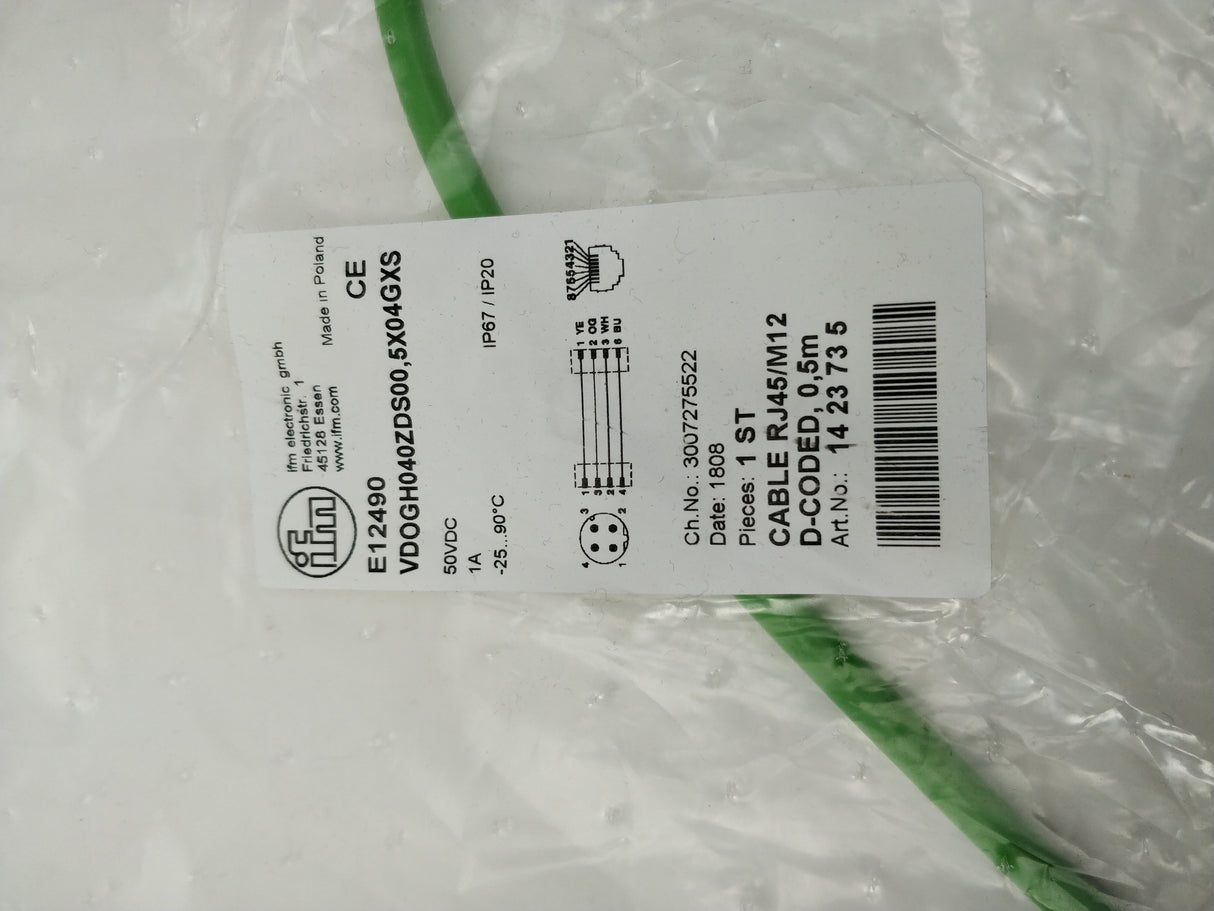 ifm
ifm electronic gmbh
Friedrichstr. 1
45128 Essen
www.ifm.com
Made in Poland
E12490
CE
VDOGH040ZDS00,5X04GXS
50VDC
1A
-25...90°C
IP67 / IP20
4 3
1 2
1 1 YE
3 2 OG
2 3 WH
4 6 BU
87654321
Ch.No.: 3007275522
Date: 1808
Pieces: 1 ST
CABLE RJ45/M12
D-CODED, 0,5m
Art.No.: 14 23 73 5